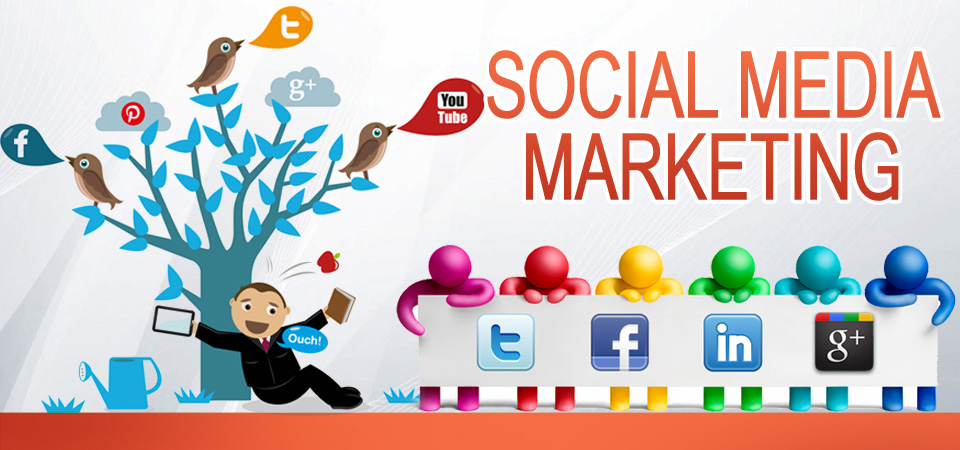 SOCIAL MEDIA
MARKETING
t
g+
You
Tube
f
Ouch!
t
f
in
g+